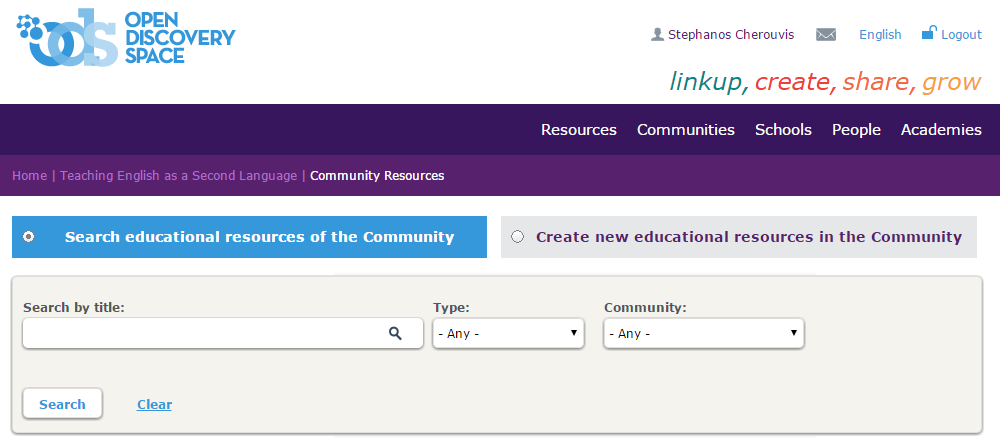 ods OPEN
DISCOVERY
SPACE
Stephanos Cherouvis English Logout
linkup, create, share, grow
Resources Communities Schools People Academies
Home | Teaching English as a Second Language | Community Resources
Search educational resources of the Community Create new educational resources in the Community
Search by title: Type: Community:
- Any - - Any -
Search Clear